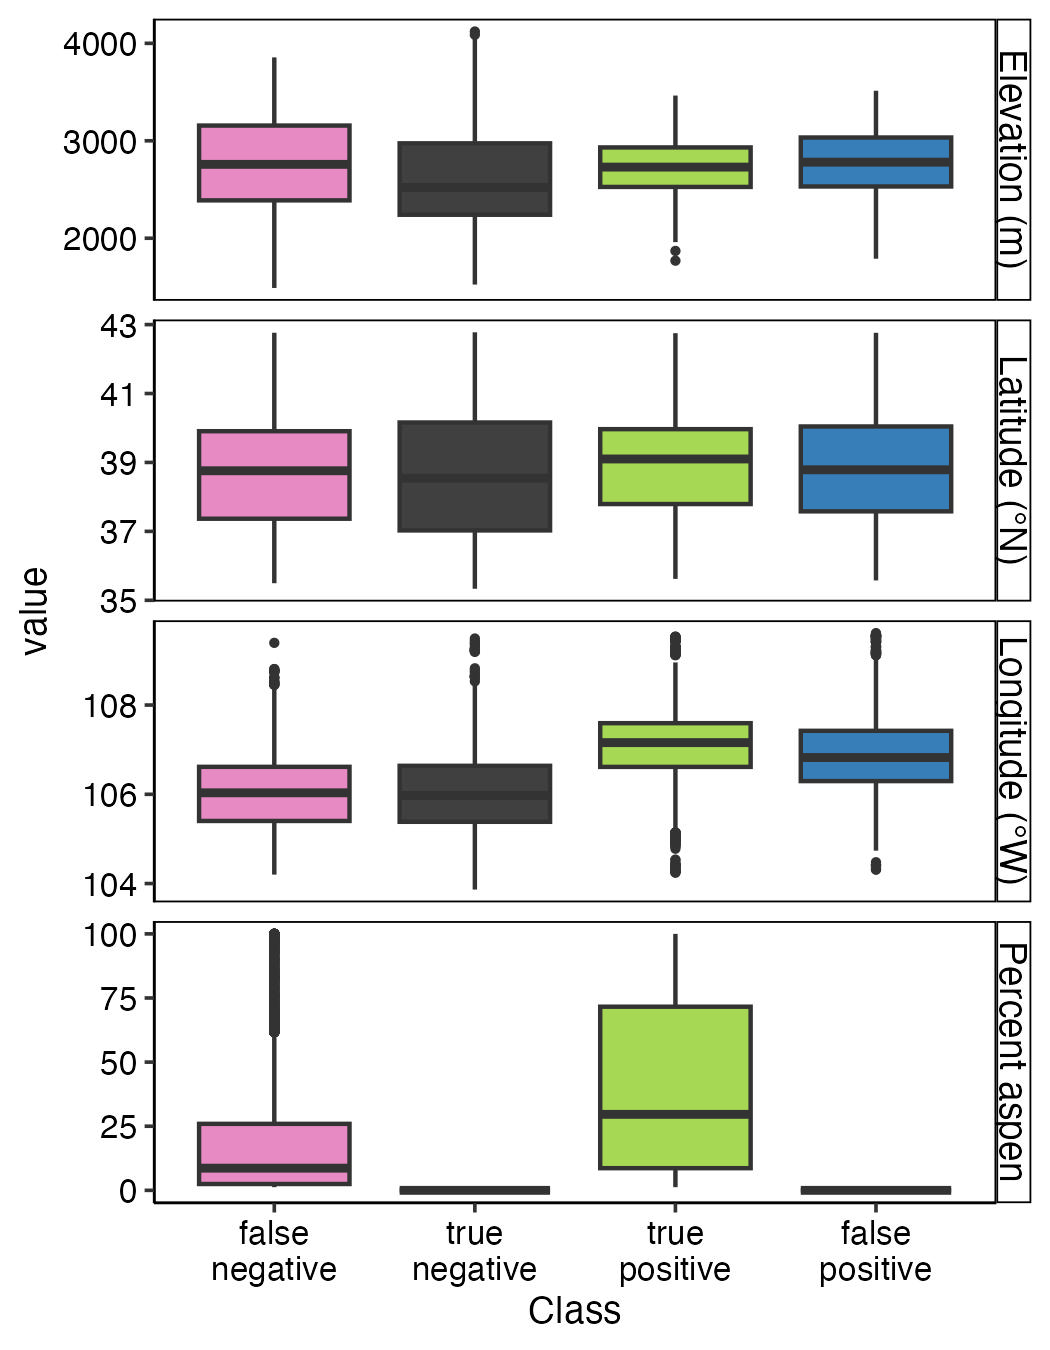 4000
3000
2000
Elevation (m)
43
41
39
37
35
Latitude (°N)
value
108
106
104
Longitude (°W)
100
75
50
25
0
Percent aspen
false
negative
true
negative
true
positive
false
positive
Class